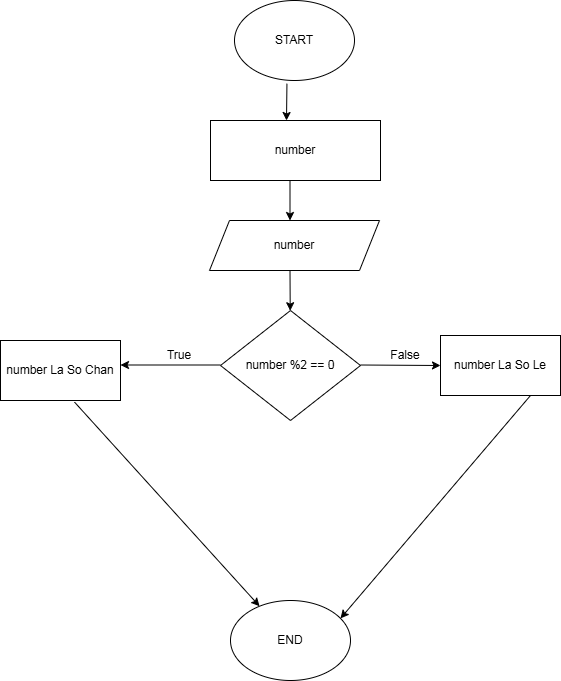 START
number
number
number %2 == 0
True
False
number La So Chan
number La So Le
END